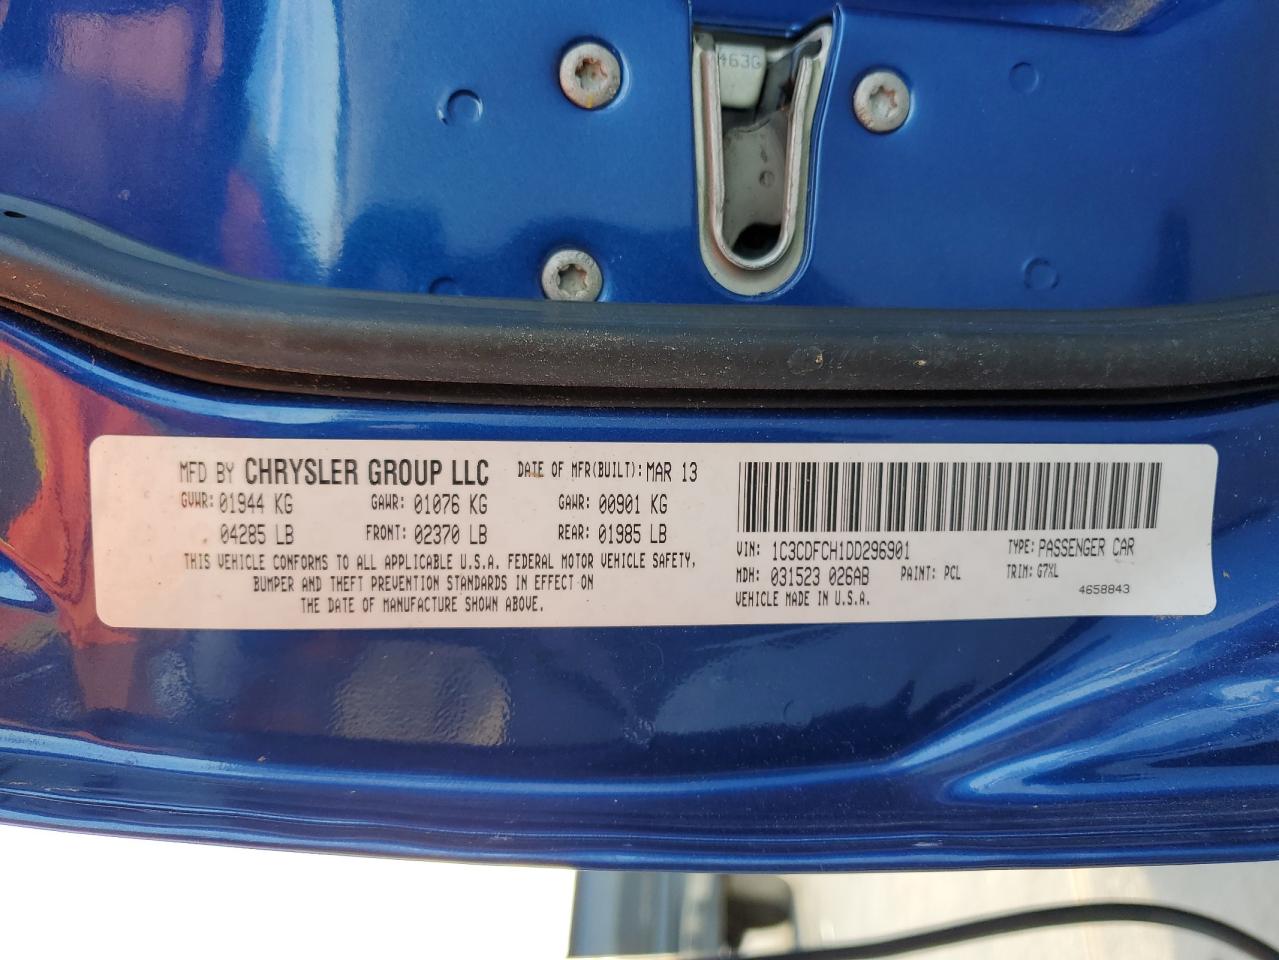 463G
MFD BY CHRYSLER GROUP LLC DATE OF MFR(BUILT): MAR 13
GVWR: 01944 KG GAWR: 01076 KG GAWR: 00901 KG
04285 LB FRONT: 02370 LB REAR: 01985 LB
THIS VEHICLE CONFORMS TO ALL APPLICABLE U.S.A. FEDERAL MOTOR VEHICLE SAFETY,
BUMPER AND THEFT PREVENTION STANDARDS IN EFFECT ON
THE DATE OF MANUFACTURE SHOWN ABOVE.
VIN: 1C3CDFCH1DD296901 TYPE: PASSENGER CAR
MDH: 031523 026AB PAINT: PCL TRIM: G7XL
VEHICLE MADE IN U.S.A. 4658843